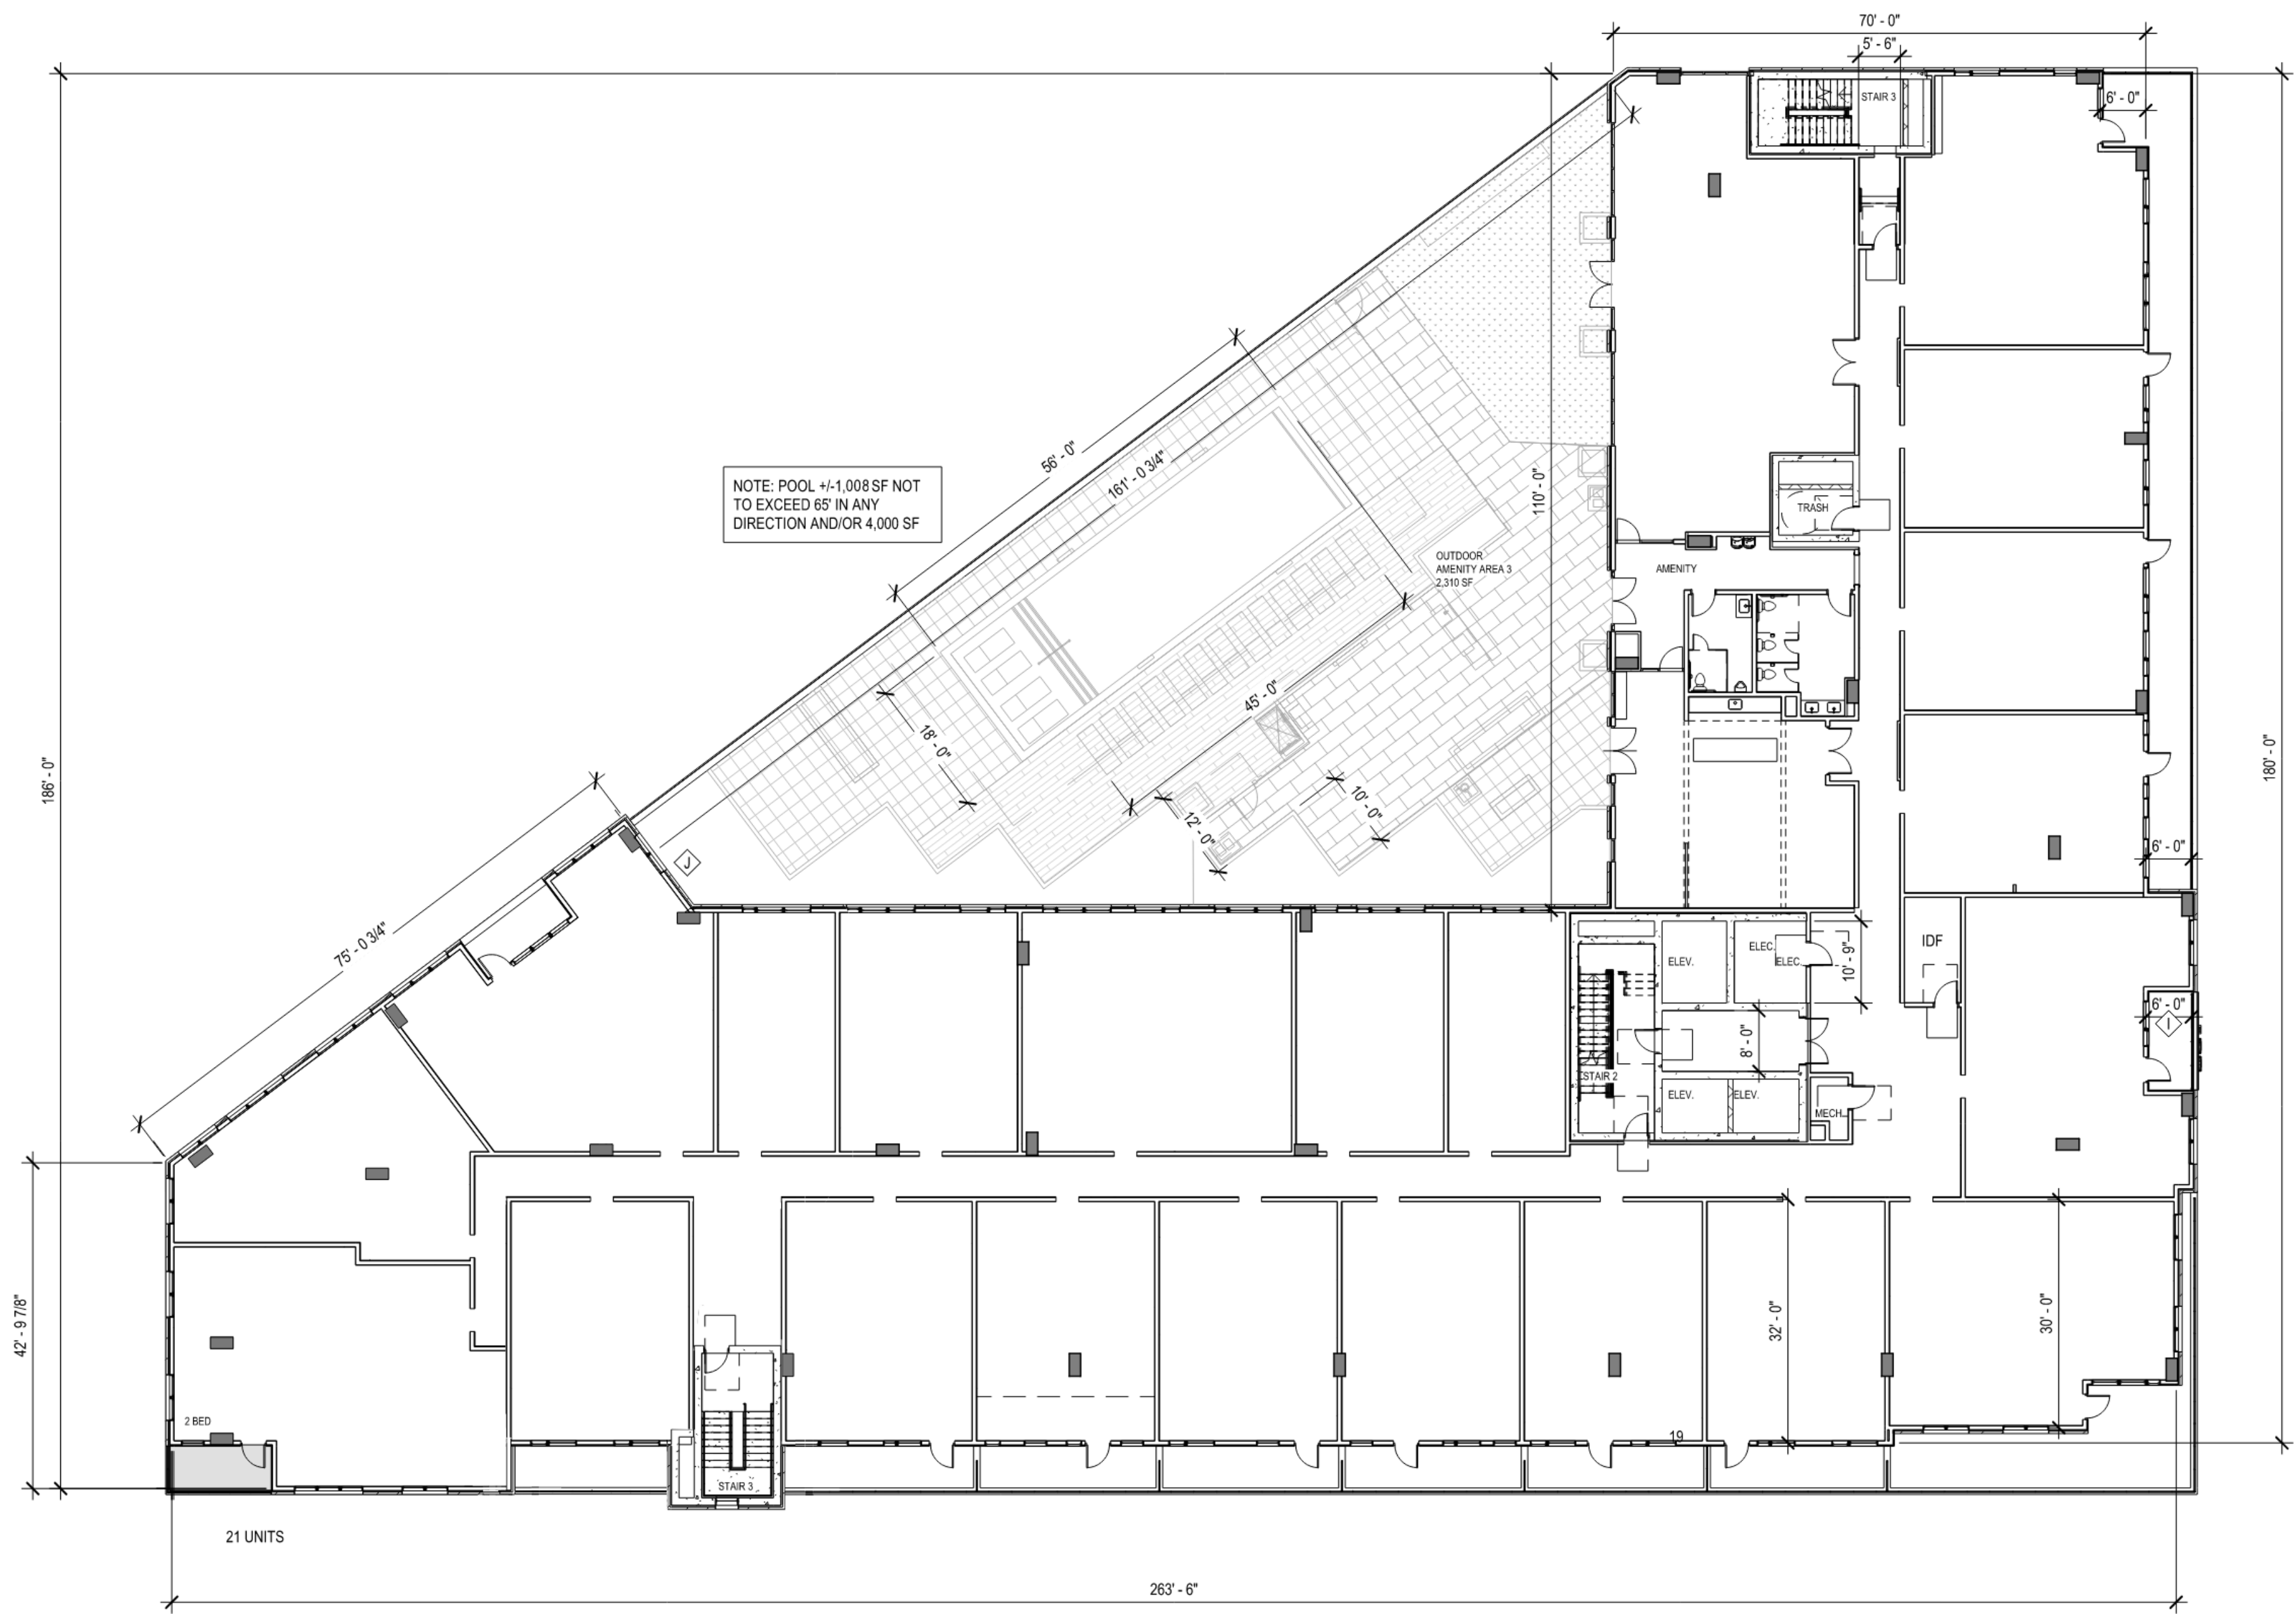 70' - 0"
5' - 6"
STAIR 3
6' - 0"
56' - 0"
161' - 0 3/4"
NOTE: POOL +/-1,008 SF NOT
TO EXCEED 65' IN ANY
DIRECTION AND/OR 4,000 SF
110' - 0"
TRASH
OUTDOOR
AMENITY AREA 3
2,310 SF
AMENITY
45' - 0"
18' - 0"
186' - 0"
180' - 0"
10' - 0"
12' - 0"
6' - 0"
J
75' - 0 3/4"
IDF
ELEV.
ELEC.
ELEC.
10' - 9"
6' - 0"
I
8' - 0"
STAIR 2
ELEV.
ELEV.
MECH.
42' - 9 7/8"
32' - 0"
30' - 0"
2 BED
19
STAIR 3
21 UNITS
263' - 6"